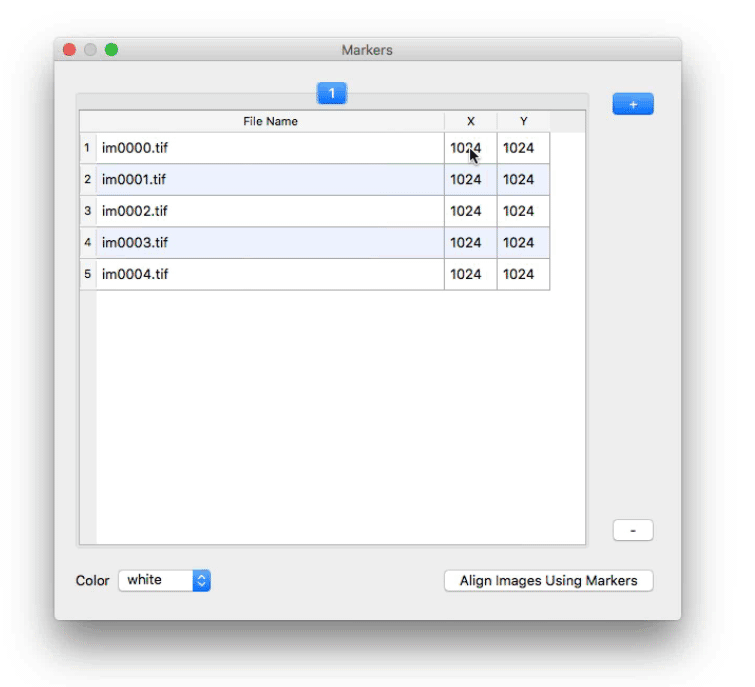 Markers
1
+
File Name X Y
1 im0000.tif 1024 1024
2 im0001.tif 1024 1024
3 im0002.tif 1024 1024
4 im0003.tif 1024 1024
5 im0004.tif 1024 1024
-
Color white Align Images Using Markers